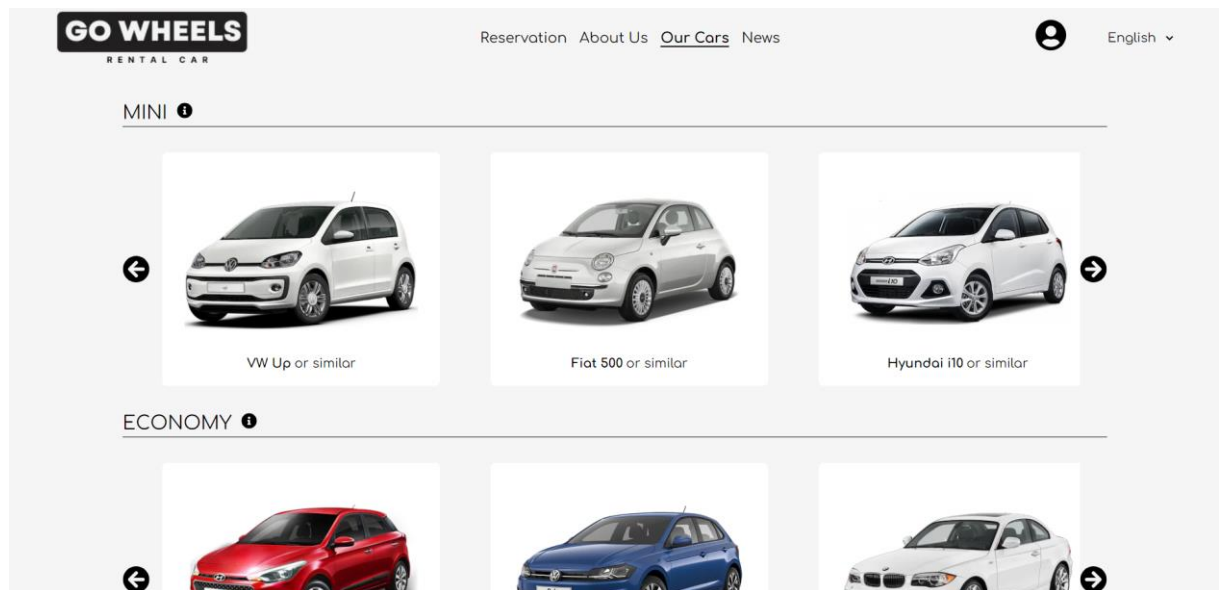 GO WHEELS
RENTAL CAR
Reservation About Us Our Cars News
English
MINI
VW Up or similar
Fiat 500 or similar
Hyundai i10 or similar
ECONOMY